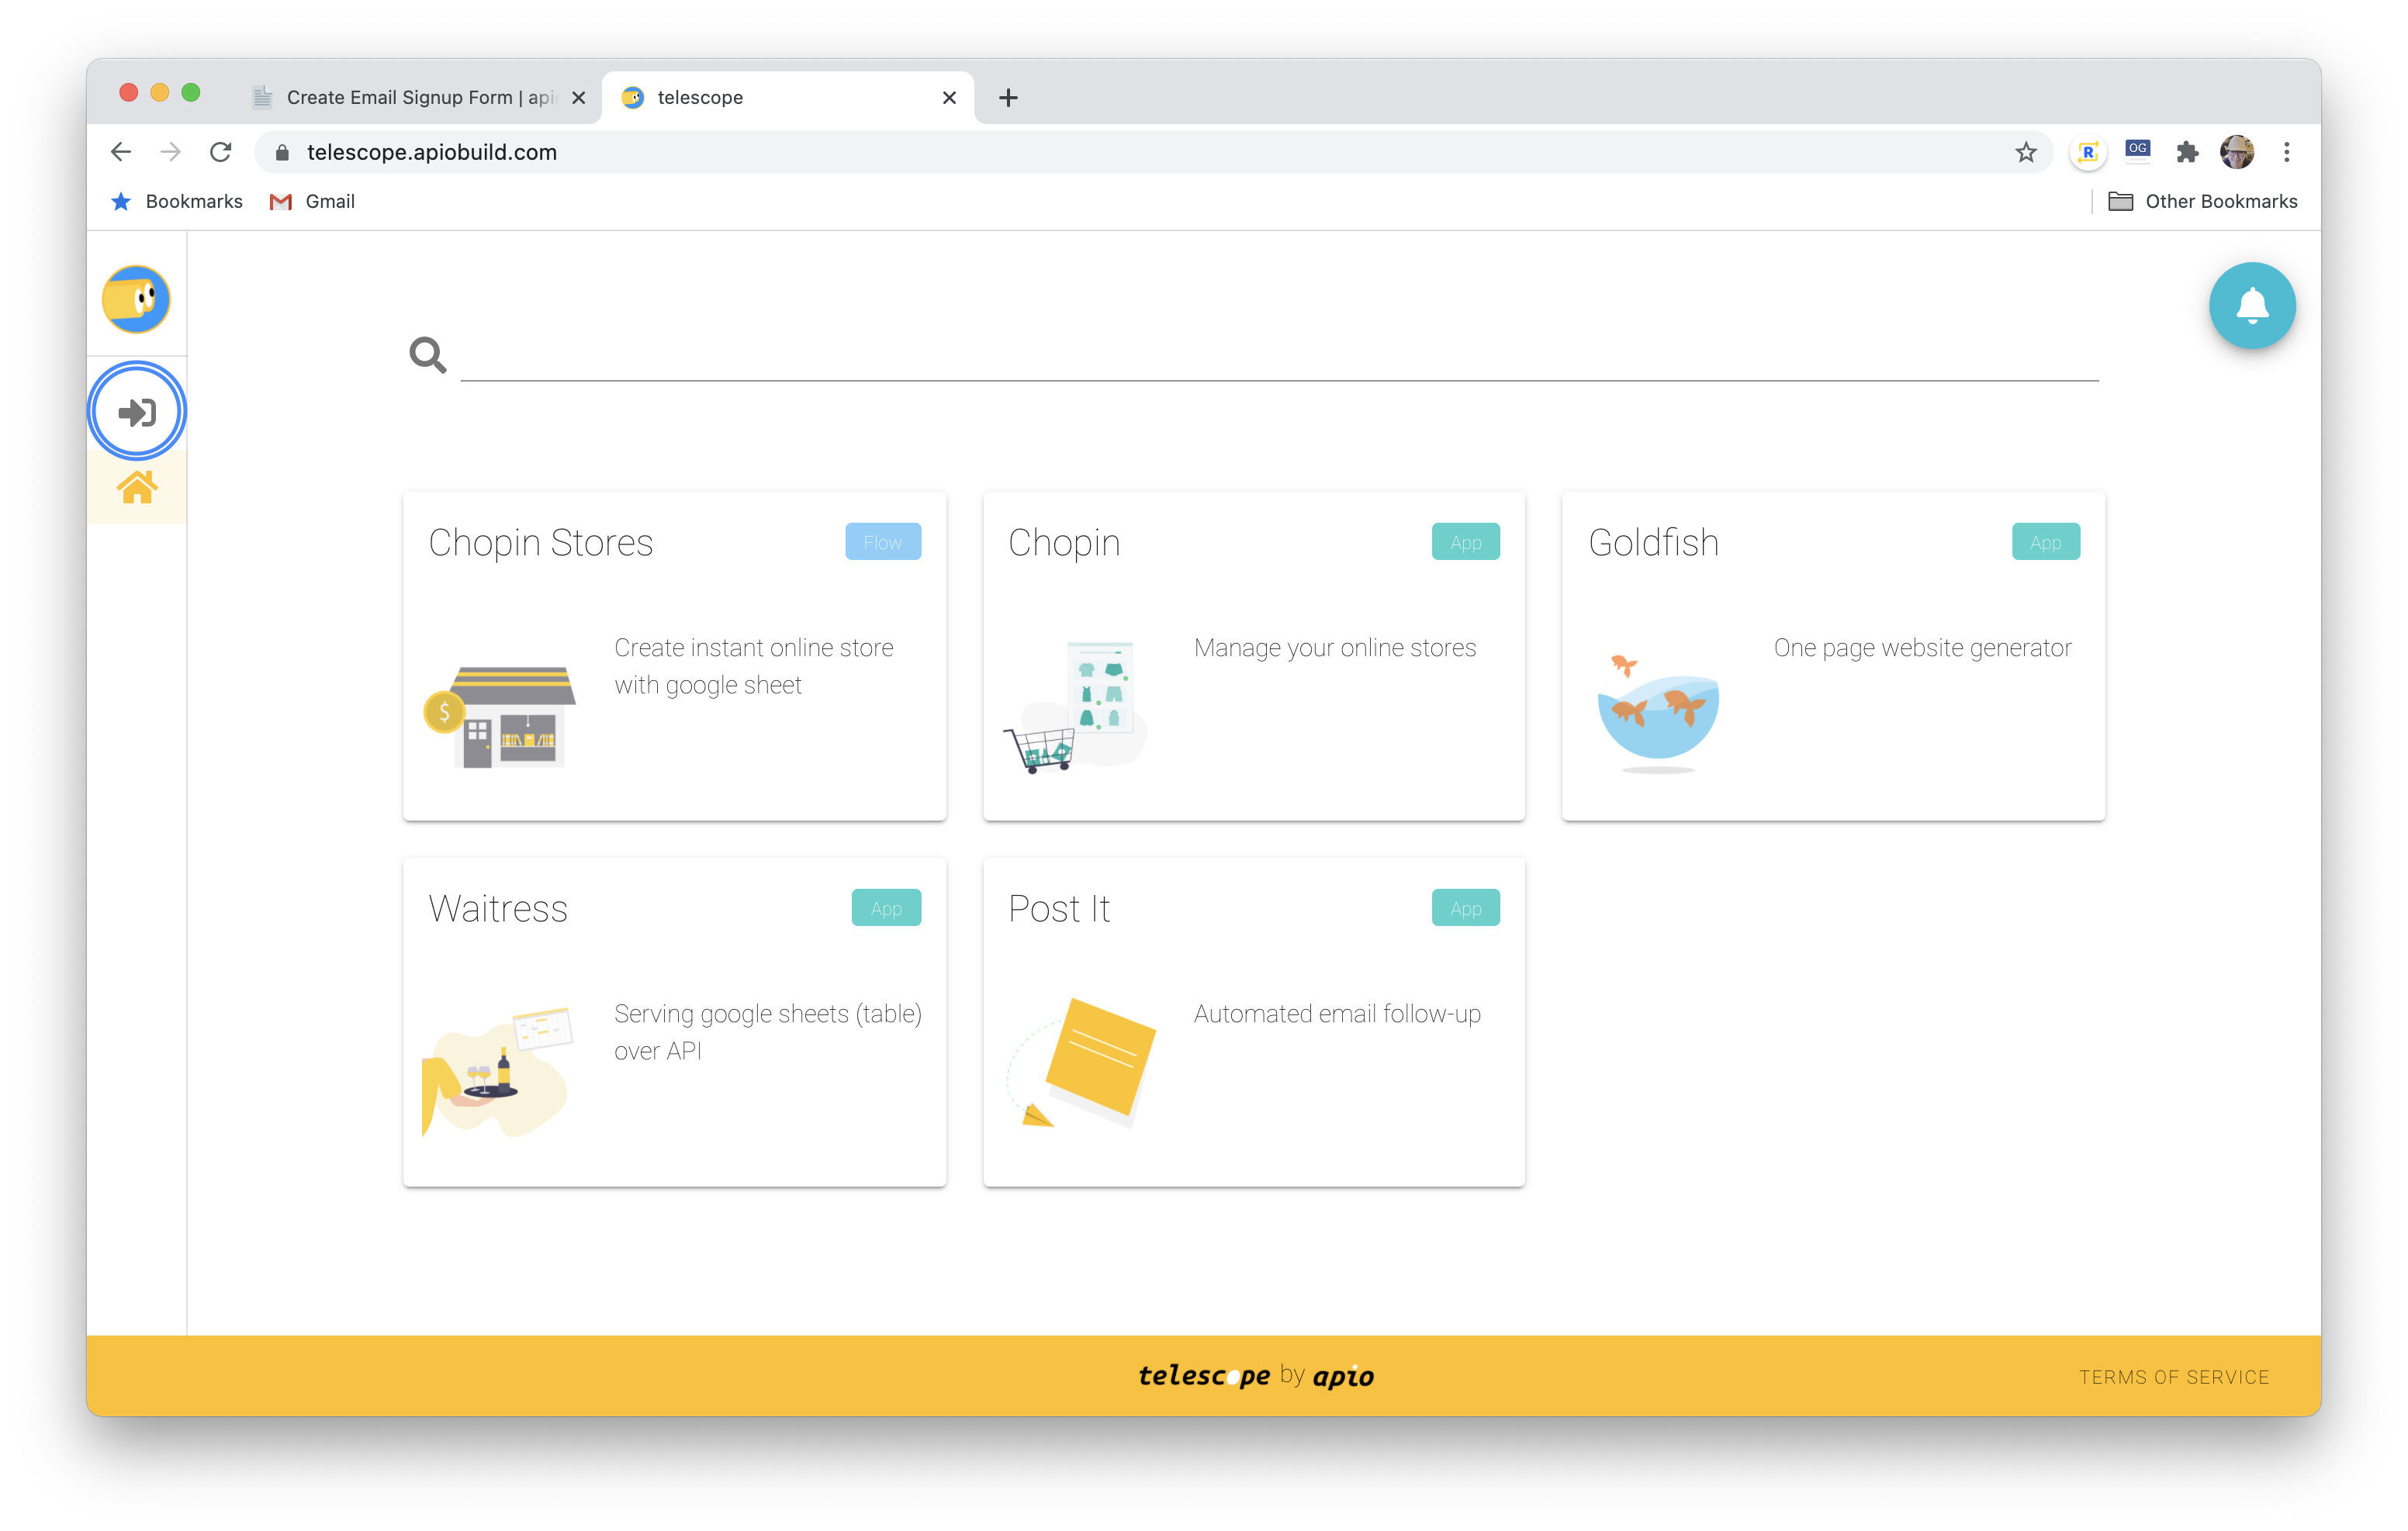 Create Email Signup Form | api
telescope
telescope.apiobuild.com
R
OG
Bookmarks
Gmail
Other Bookmarks
Chopin Stores
Flow
Create instant online store
with google sheet
$
Chopin
App
Manage your online stores
Goldfish
App
One page website generator
Waitress
App
Serving google sheets (table)
over API
Post It
App
Automated email follow-up
telescope by apio
TERMS OF SERVICE